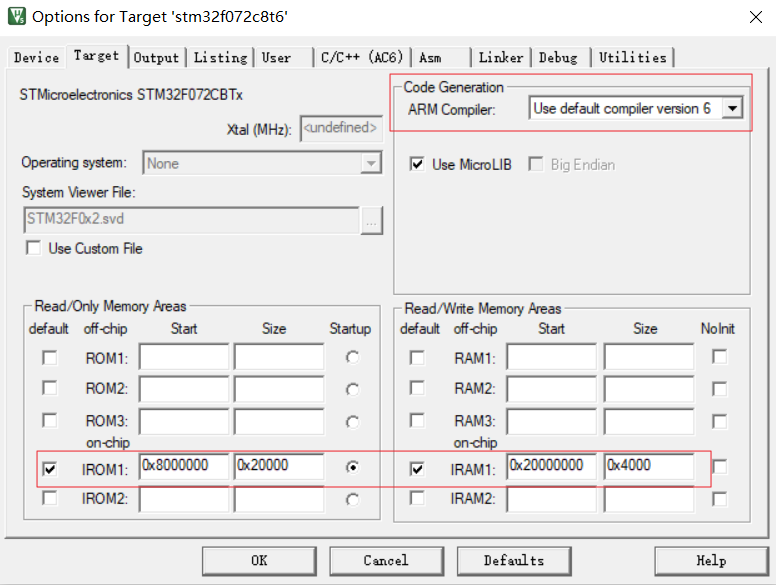 Options for Target 'stm32f072c8t6'
Device Target Output Listing User C/C++ (AC6) Asm Linker Debug Utilities
STMicroelectronics STM32F072CBTx
Xtal (MHz): <undefined>
Operating system: None
System Viewer File:
STM32F0x2.svd ...
Use Custom File
Code Generation
ARM Compiler: Use default compiler version 6
Use MicroLIB Big Endian
Read/Only Memory Areas
default off-chip Start Size Startup
ROM1:
ROM2:
ROM3:
on-chip
IROM1: 0x8000000 0x20000
IROM2:
Read/Write Memory Areas
default off-chip Start Size NoInit
RAM1:
RAM2:
RAM3:
on-chip
IRAM1: 0x20000000 0x4000
IRAM2:
OK Cancel Defaults Help